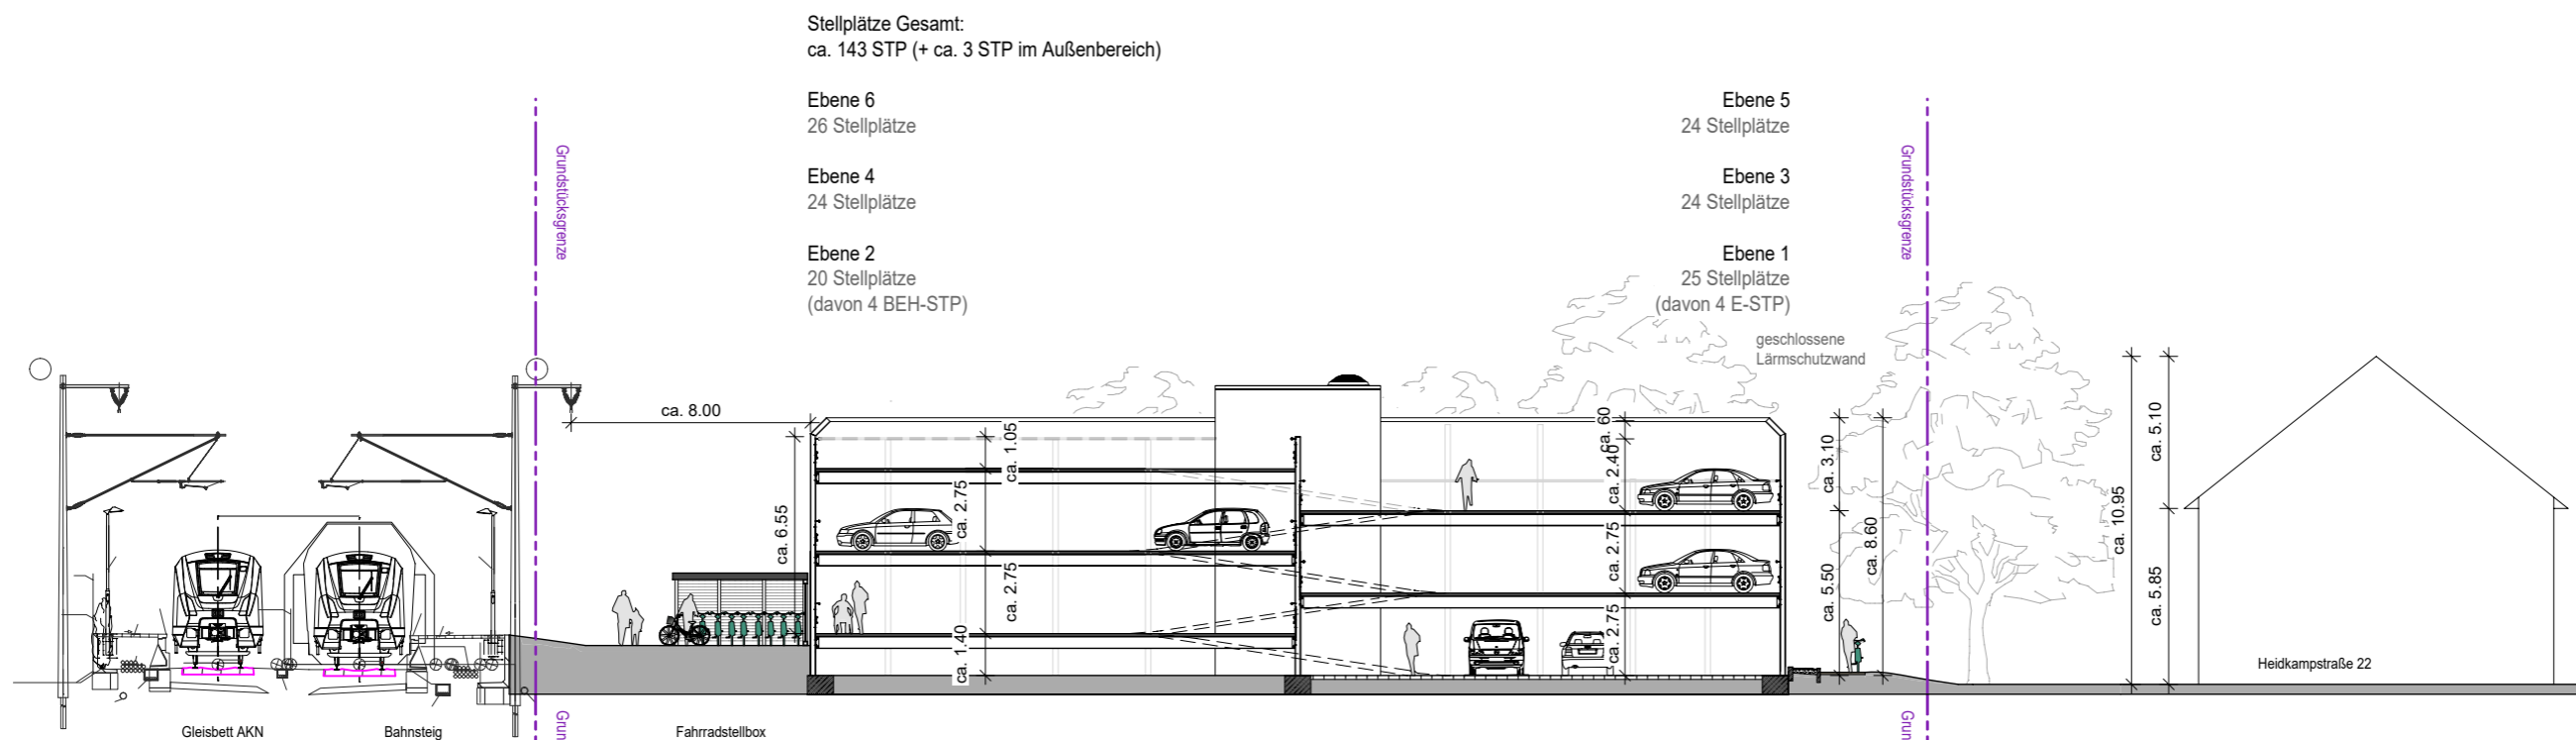 Stellplätze Gesamt:
ca. 143 STP (+ ca. 3 STP im Außenbereich)
Ebene 6
26 Stellplätze
Ebene 4
24 Stellplätze
Ebene 2
20 Stellplätze
(davon 4 BEH-STP)
Ebene 5
24 Stellplätze
Ebene 3
24 Stellplätze
Ebene 1
25 Stellplätze
(davon 4 E-STP)
geschlossene
Lärmschutzwand
Grundstücksgrenze
Grundstücksgrenze
ca. 8.00
ca. 6.55
ca. 1.05
ca. 2.75
ca. 2.75
ca. 1.40
ca. 60
ca. 2.40
ca. 2.75
ca. 2.75
ca. 3.10
ca. 5.50
ca. 8.60
ca. 10.95
ca. 5.10
ca. 5.85
Heidkampstraße 22
Gleisbett AKN
Bahnsteig
Fahrradstellbox
Grun
Grun